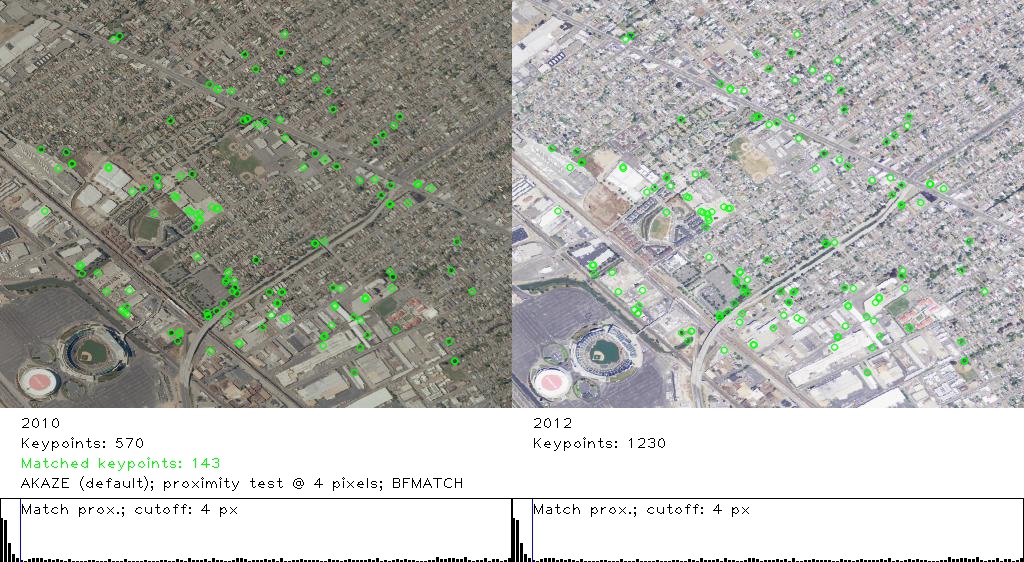 2010
Keypoints: 570
Matched keypoints: 143
AKAZE (default); proximity test @ 4 pixels; BFMATCH
Match prox.; cutoff: 4 px
2012
Keypoints: 1230
Match prox.; cutoff: 4 px